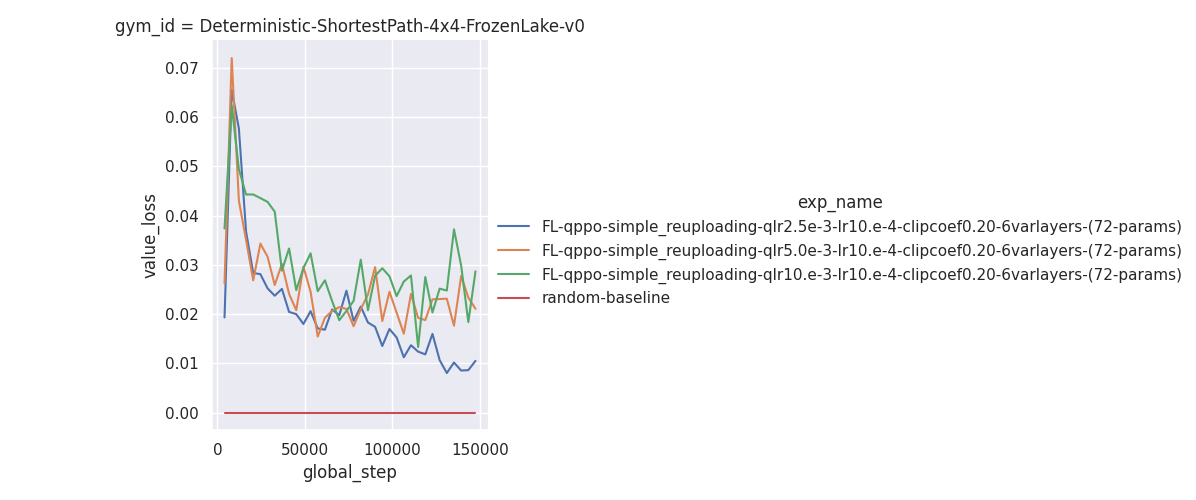 gym_id = Deterministic-ShortestPath-4x4-FrozenLake-v0
0.07
0.06
0.05
0.04
0.03
0.02
0.01
0.00
value_loss
0
50000
100000
150000
global_step
exp_name
FL-qppo-simple_reuploading-qlr2.5e-3-lr10.e-4-clipcoef0.20-6varlayers-(72-params)
FL-qppo-simple_reuploading-qlr5.0e-3-lr10.e-4-clipcoef0.20-6varlayers-(72-params)
FL-qppo-simple_reuploading-qlr10.e-3-lr10.e-4-clipcoef0.20-6varlayers-(72-params)
random-baseline